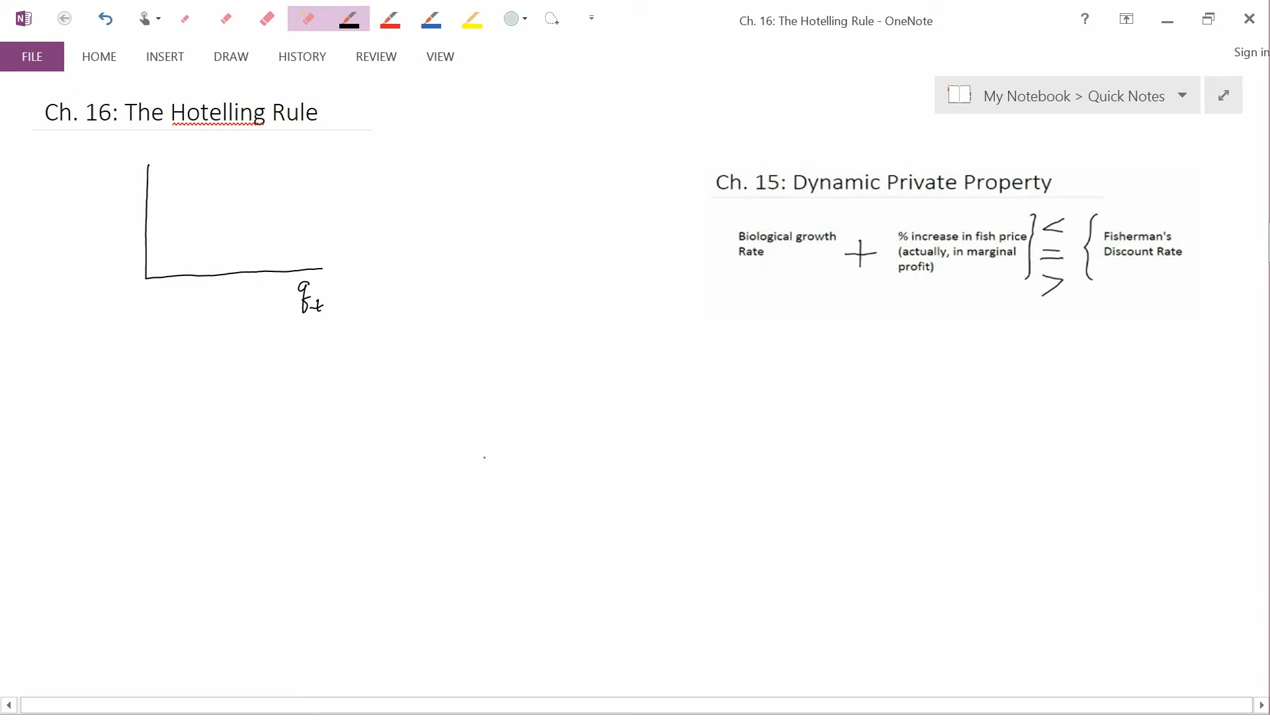 Ch. 16: The Hotelling Rule - OneNote
?
Sign in
FILE HOME INSERT DRAW HISTORY REVIEW VIEW
My Notebook > Quick Notes
Ch. 16: The Hotelling Rule
qt
Ch. 15: Dynamic Private Property
Biological growth
Rate
+
% increase in fish price
(actually, in marginal
profit)
} < = > {
Fisherman's
Discount Rate